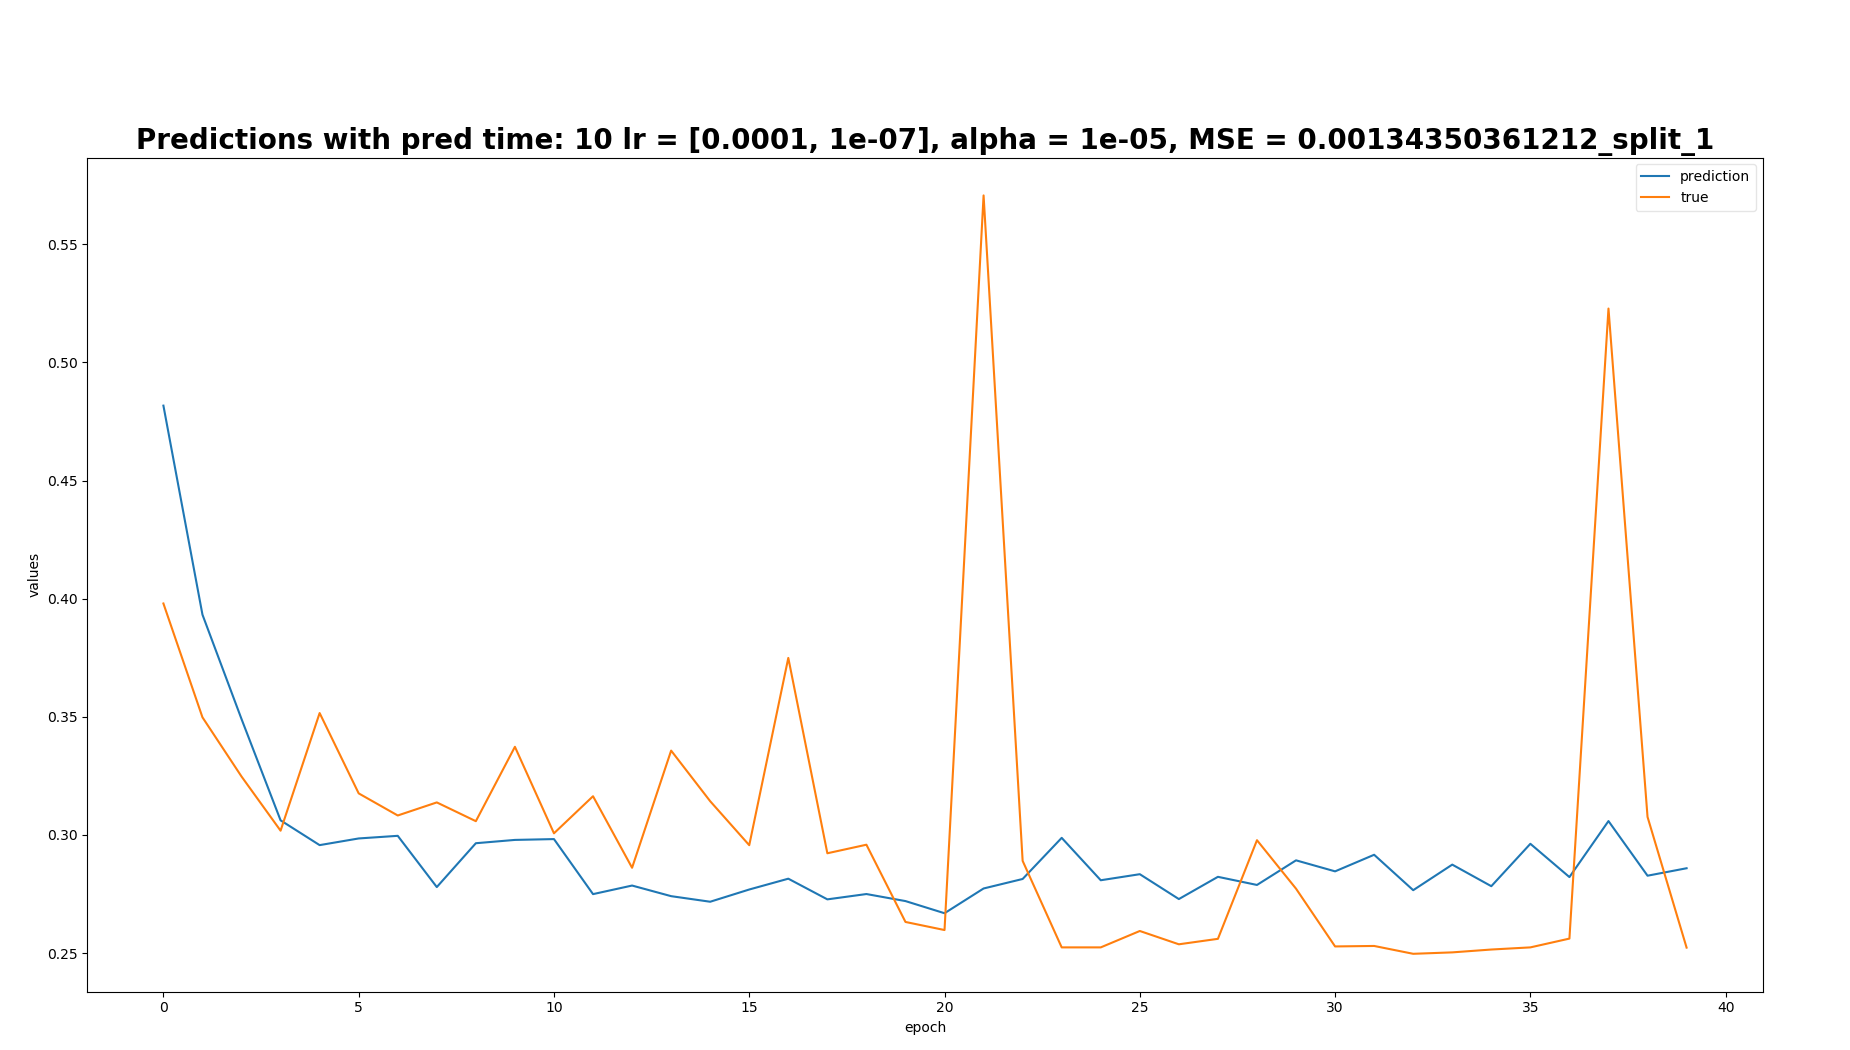 Predictions with pred time: 10 lr = [0.0001, 1e-07], alpha = 1e-05, MSE = 0.00134350361212_split_1
prediction
true
0.55
0.50
0.45
0.40
0.35
0.30
0.25
values
0 5 10 15 20 25 30 35 40
epoch